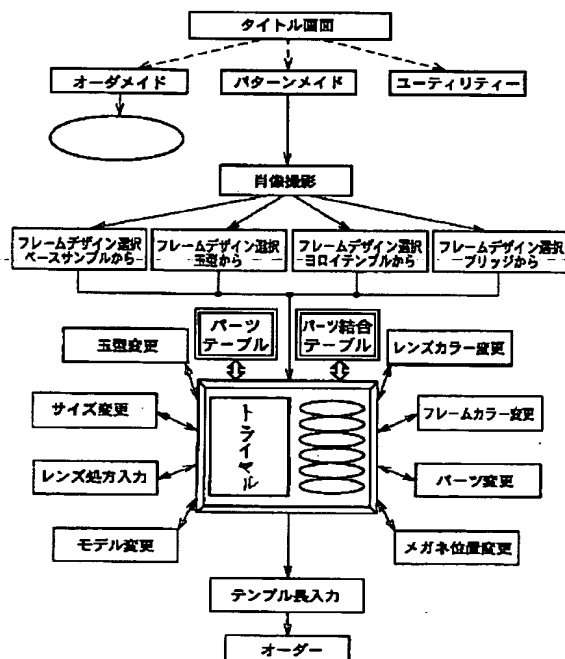 タイトル画面
オーダメイド
パターンメイド
ユーティリティー
肖像撮影
フレームデザイン選択
ベースサンプルから
フレームデザイン選択
玉型から
フレームデザイン選択
ヨロイテンプルから
フレームデザイン選択
ブリッジから
パーツ
テーブル
パーツ結合
テーブル
玉型変更
レンズカラー変更
サイズ変更
トライマル
フレームカラー変更
レンズ処方入力
パーツ変更
モデル変更
メガネ位置変更
テンプル長入力
オーダー